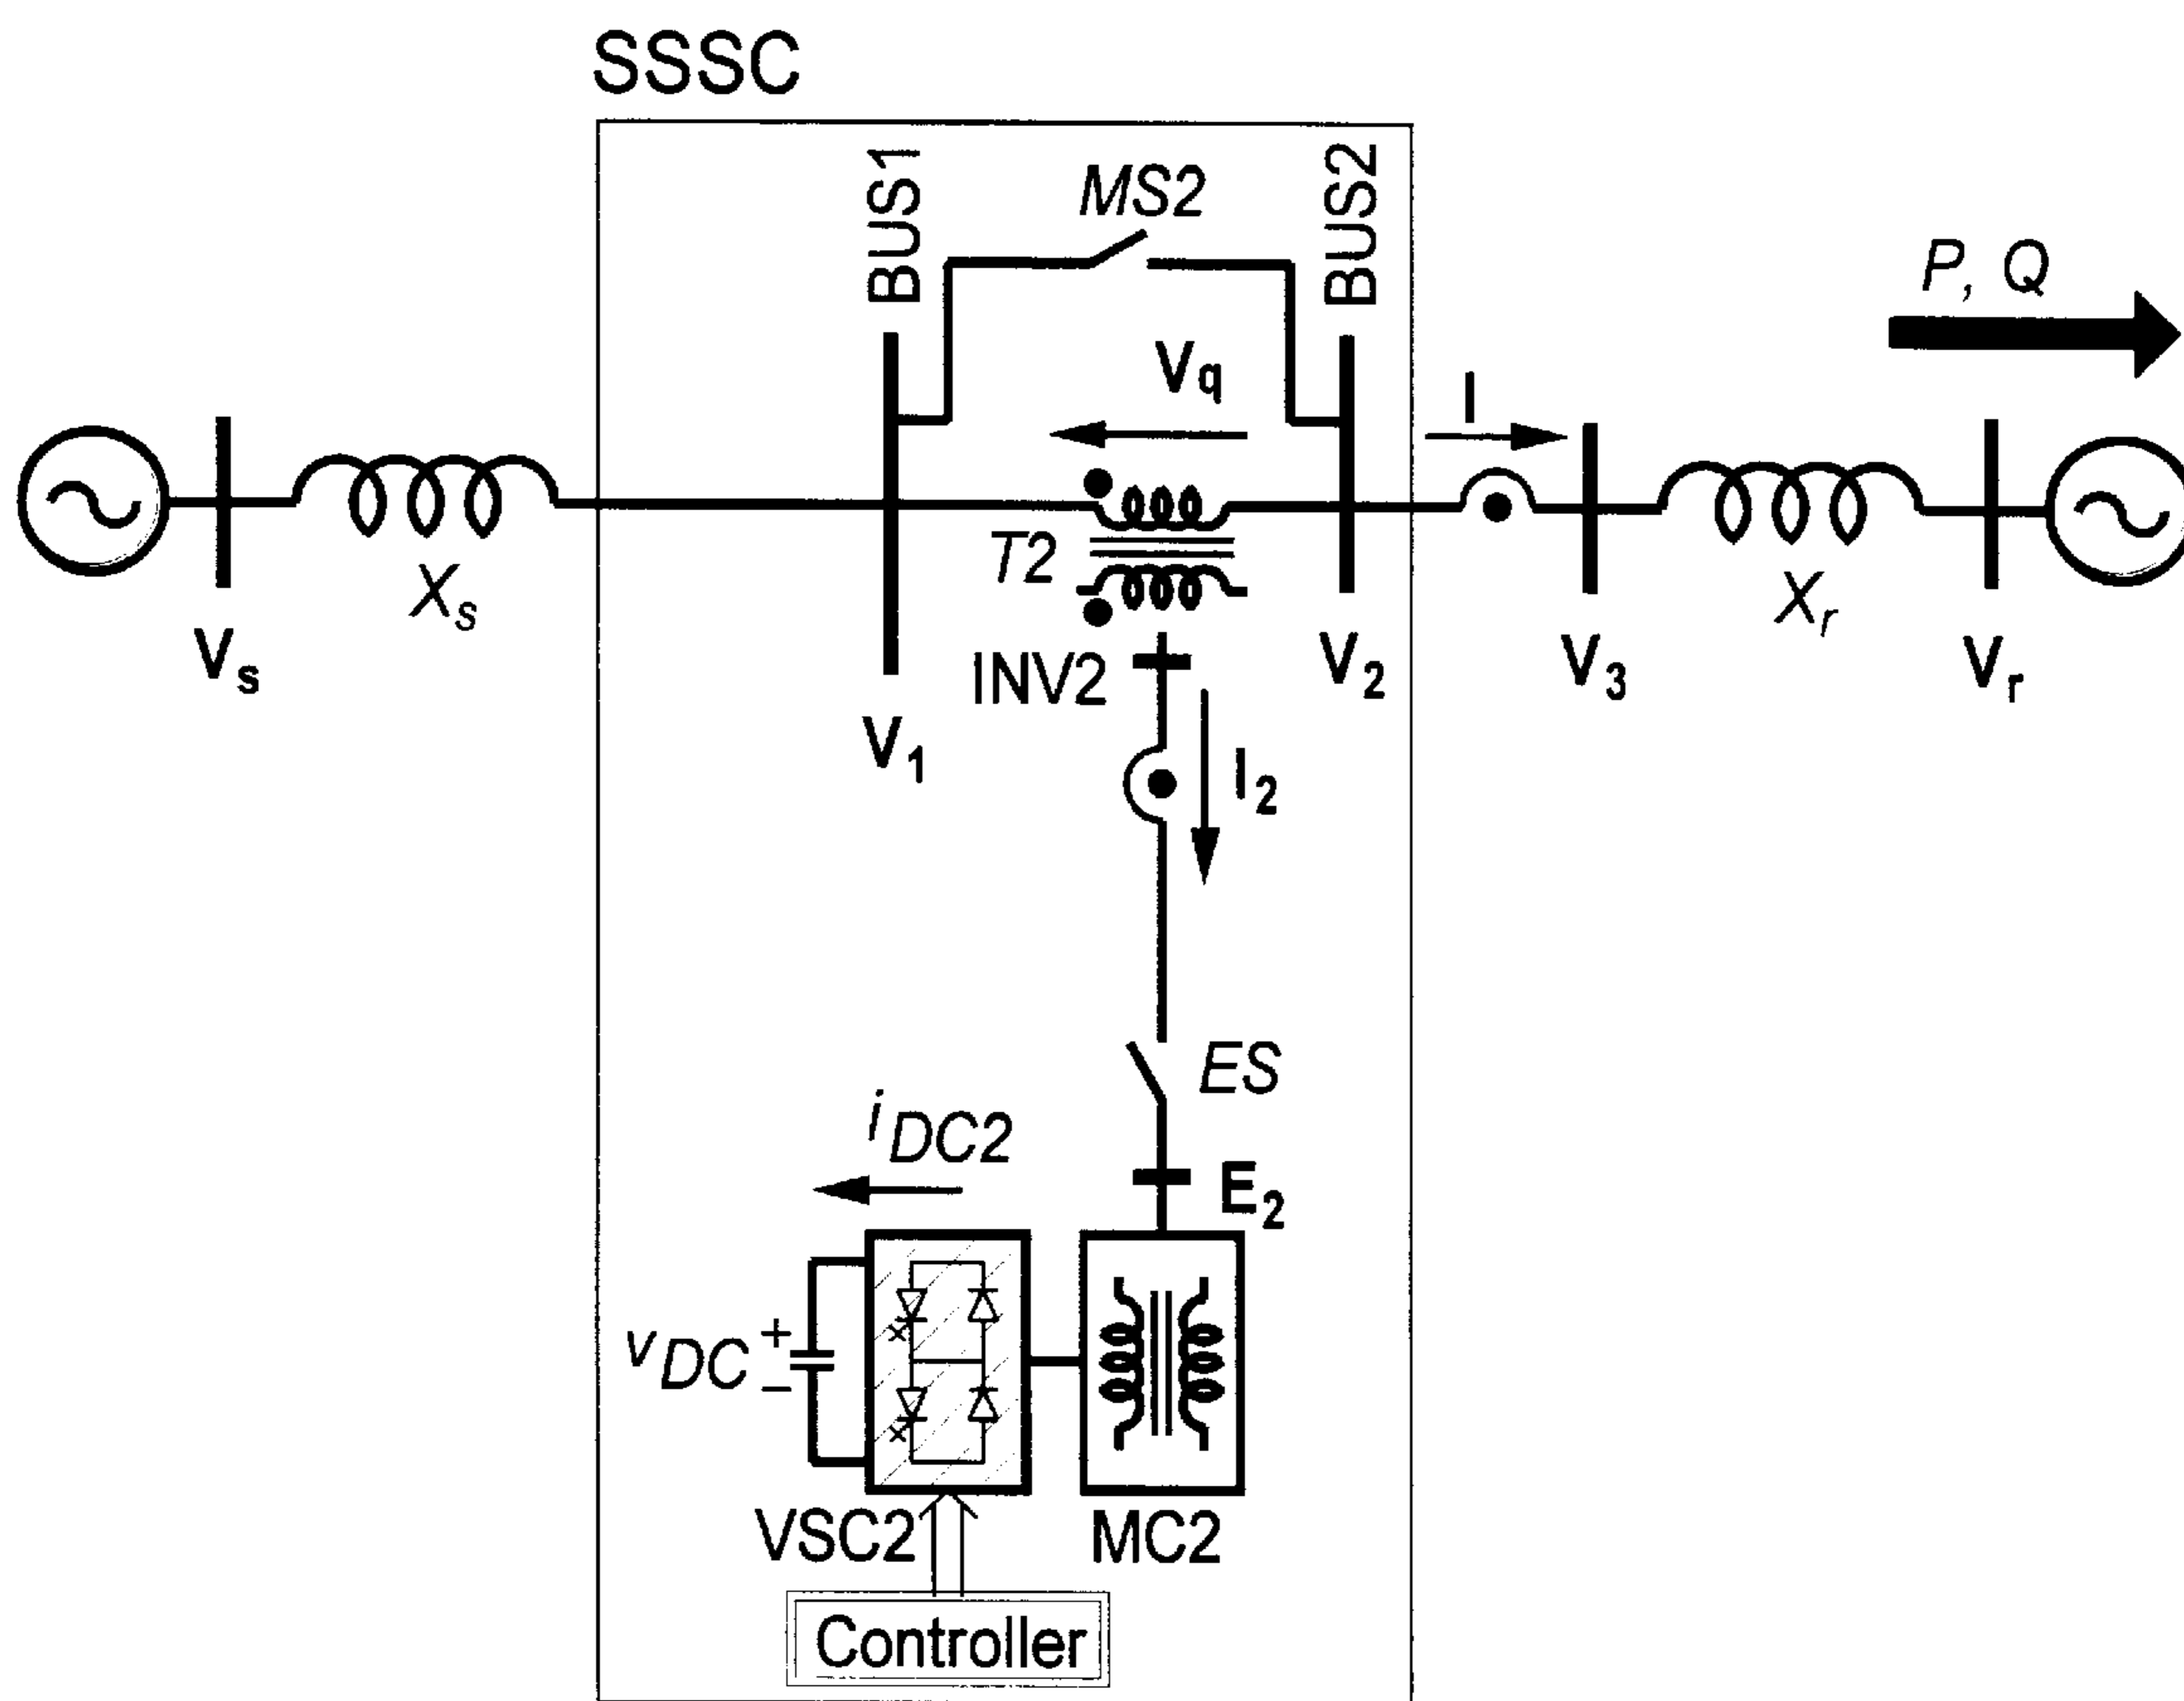 SSSC
BUS1
MS2
BUS2
P, Q
Vq
I
T2
Xs
Xr
Vs
INV2
V2
V3
Vr
V1
I2
ES
iDC2
E2
vDC
+
−
VSC2
MC2
Controller